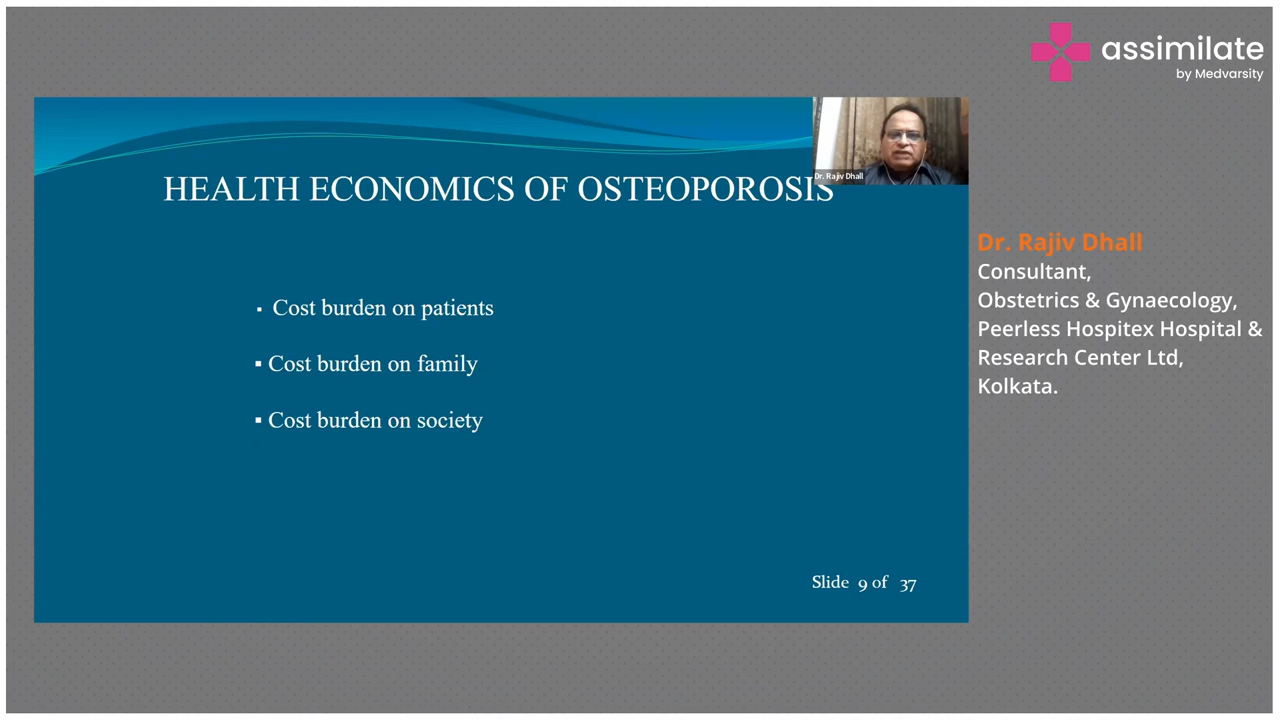 assimilate
by Medvarsity
Dr. Rajiv Dhall
HEALTH ECONOMICS OF OSTEOPOROSIS
▪ Cost burden on patients
▪ Cost burden on family
▪ Cost burden on society
Slide 9 of 37
Dr. Rajiv Dhall
Consultant,
Obstetrics & Gynaecology,
Peerless Hospitex Hospital &
Research Center Ltd,
Kolkata.